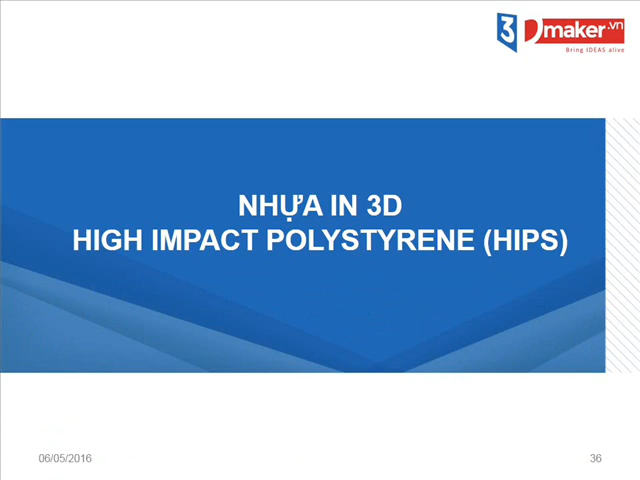 3Dmaker.vn
Bring IDEAS alive
NHỰA IN 3D
HIGH IMPACT POLYSTYRENE (HIPS)
06/05/2016
36